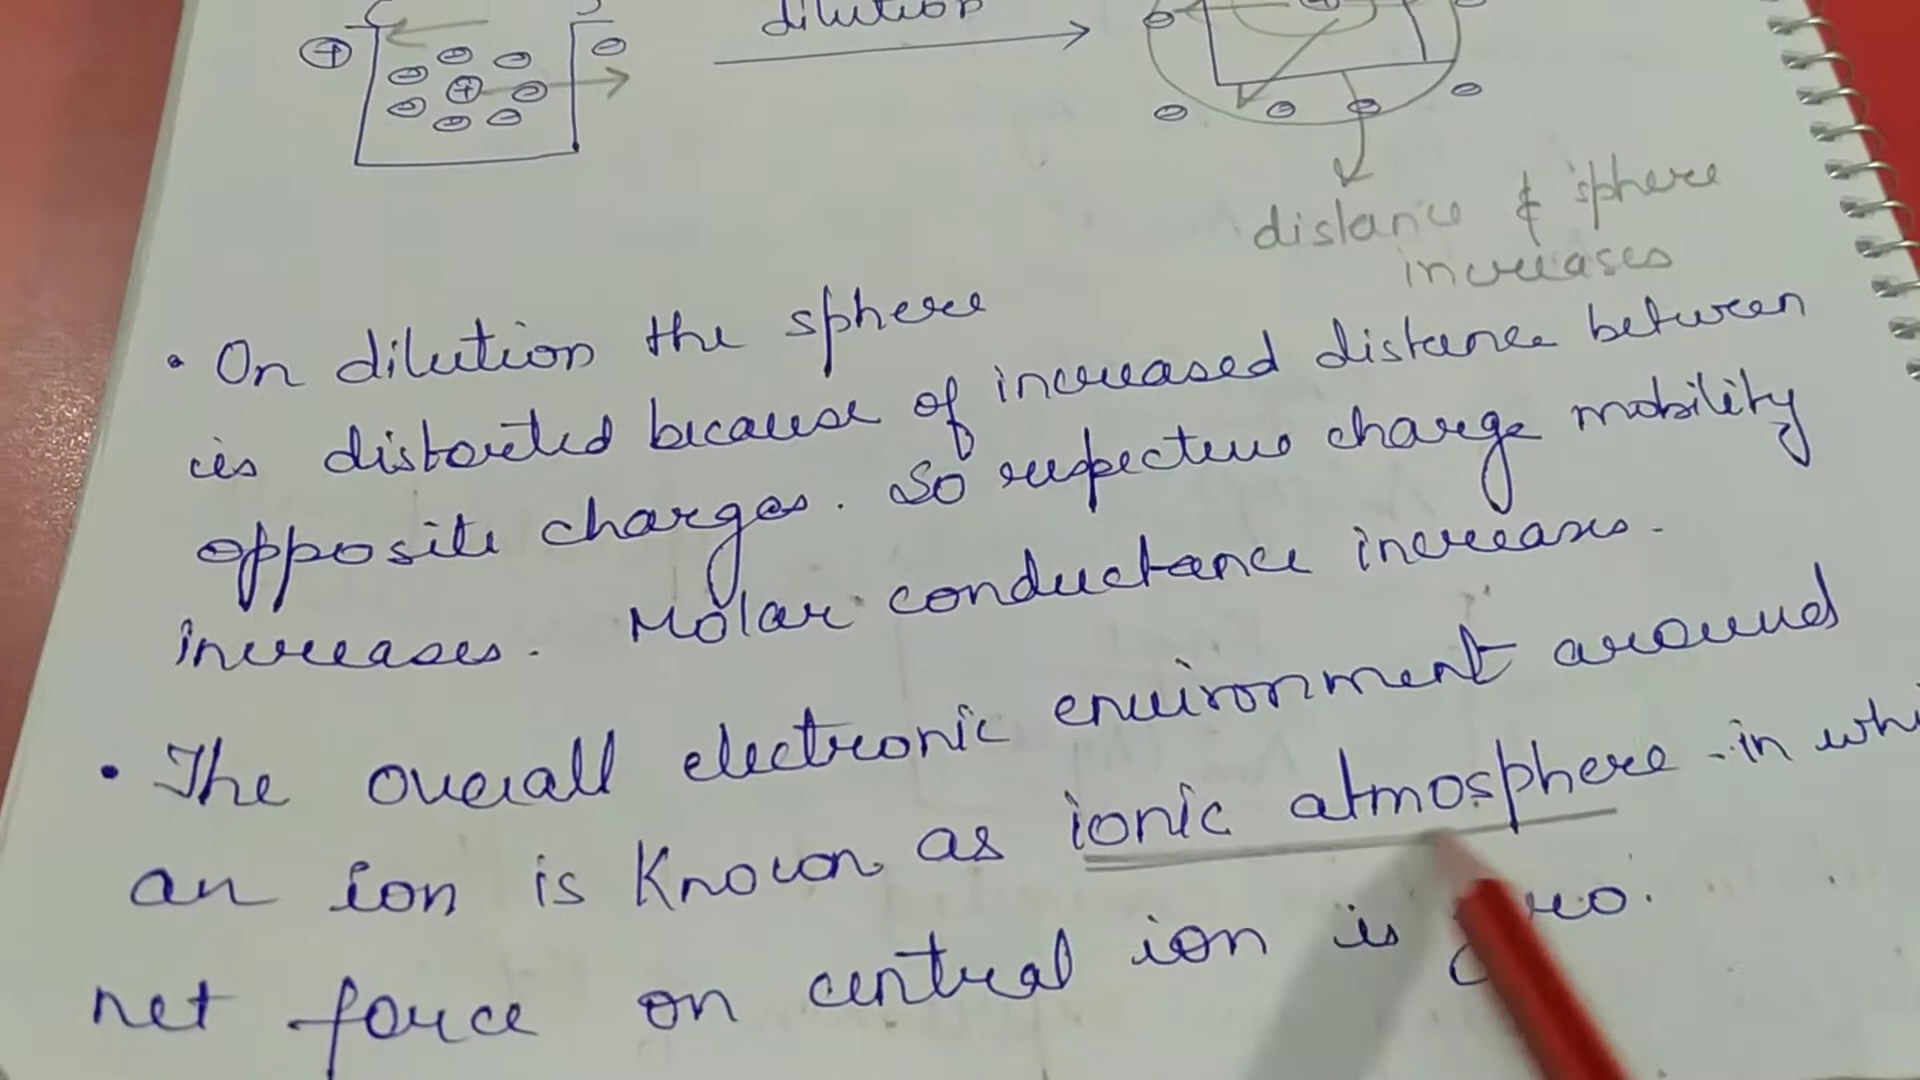 dilution
distance & sphere
increases
• On dilution the sphere
is distorted because of increased distance between
opposite charges. So respective charge mobility
increases. Molar conductance increases.
• The overall electronic environment around
an ion is known as ionic atmosphere - in whi
net force on central ion is zero.